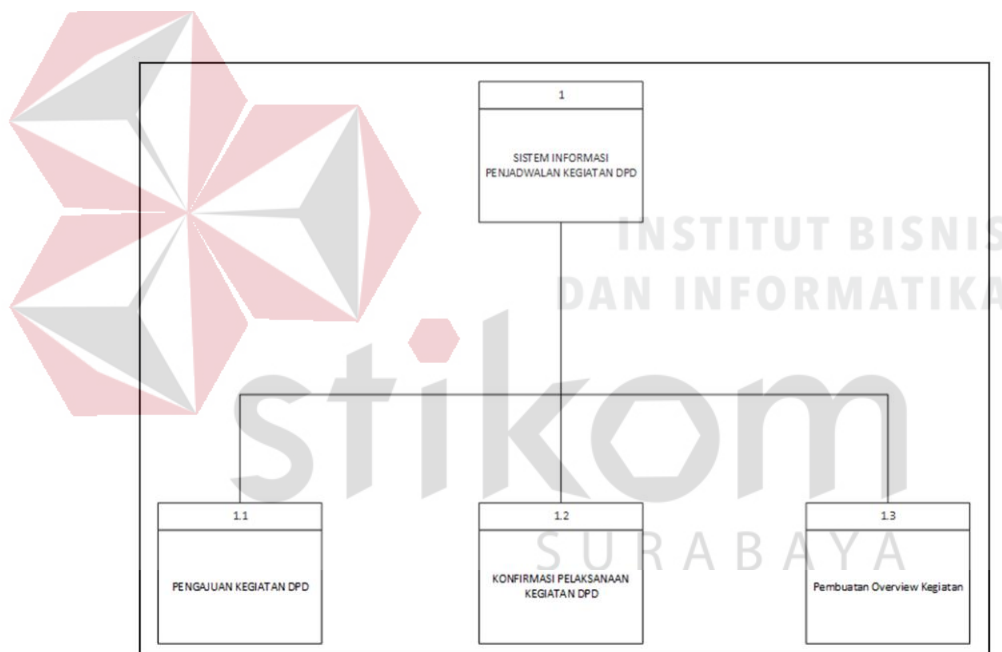 1
SISTEM INFORMASI
PENJADWALAN KEGIATAN DPD
INSTITUT BISNIS
DAN INFORMATIKA
stikom
SURABAYA
1.1
PENGAJUAN KEGIATAN DPD
1.2
KONFIRMASI PELAKSANAAN
KEGIATAN DPD
1.3
Pembuatan Overview Kegiatan